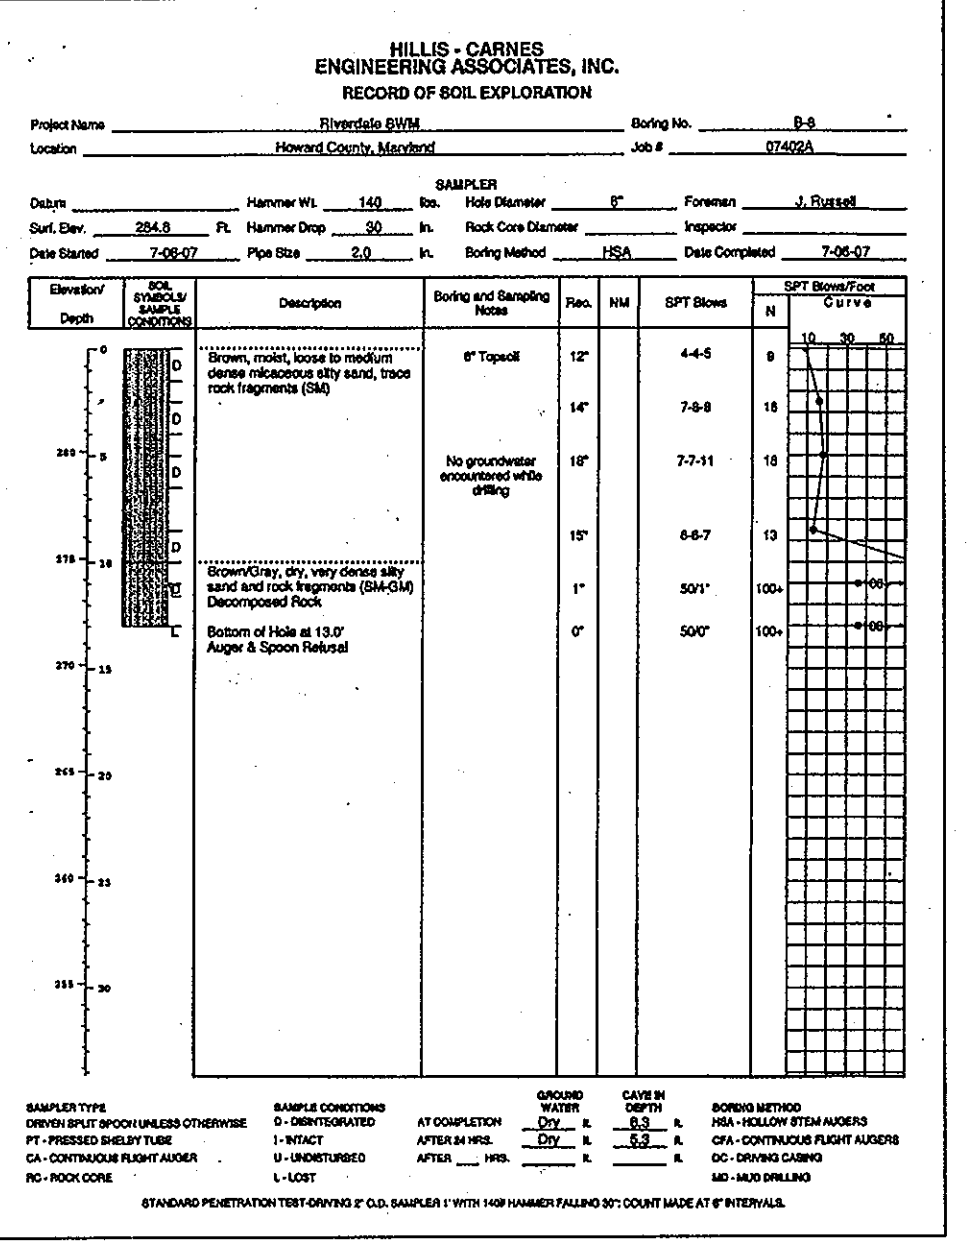 HILLIS - CARNES
ENGINEERING ASSOCIATES, INC.
RECORD OF SOIL EXPLORATION
Project Name Riverdale SWM Boring No. B-8
Location Howard County, Maryland Job # 07402A
SAMPLER
Datum Hammer Wt. 140 lbs. Hole Diameter 6" Foreman J. Russell
Surf. Elev. 284.8 Ft. Hammer Drop 30 In. Rock Core Diameter Inspector
Date Started 7-06-07 Pipe Size 2.0 In. Boring Method HSA Date Completed 7-06-07
Elevation/
Depth
SOIL
SYMBOLS/
SAMPLE
CONDITIONS
Description
Boring and Sampling
Notes
Rec.
NM
SPT Blows
SPT Blows/Foot
N
Curve
10 30 50
0
D
Brown, moist, loose to medium
dense micaceous silty sand, trace
rock fragments (SM)
6" Topsoil
12"
4-4-5
9
D
14"
7-8-8
16
280
5
D
No groundwater
encountered while
drilling
18"
7-7-11
18
D
15"
8-6-7
13
275
10
Brown/Gray, dry, very dense silty
sand and rock fragments (SM-GM)
Decomposed Rock
1"
50/1"
100+
L
Bottom of Hole at 13.0'
Auger & Spoon Refusal
0"
50/0"
100+
270
15
265
20
260
25
255
30
SAMPLER TYPE
DRIVEN SPLIT SPOON UNLESS OTHERWISE
PT - PRESSED SHELBY TUBE
CA - CONTINUOUS FLIGHT AUGER
RC - ROCK CORE
SAMPLE CONDITIONS
D - DISINTEGRATED
I - INTACT
U - UNDISTURBED
L - LOST
GROUND
WATER
CAVE IN
DEPTH
AT COMPLETION Dry ft. 6.3 ft.
AFTER 24 HRS. Dry ft. 5.3 ft.
AFTER HRS. ft. ft.
BORING METHOD
HSA - HOLLOW STEM AUGERS
CFA - CONTINUOUS FLIGHT AUGERS
DC - DRIVING CASING
MD - MUD DRILLING
STANDARD PENETRATION TEST-DRIVING 2" O.D. SAMPLER 1' WITH 140# HAMMER FALLING 30"; COUNT MADE AT 6" INTERVALS.